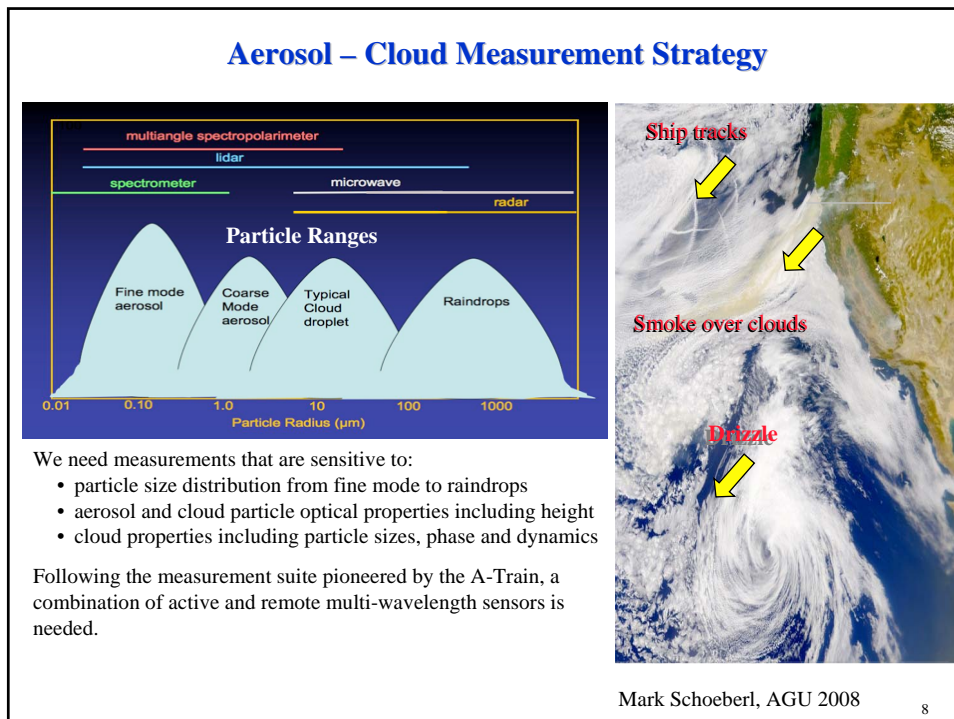 Aerosol – Cloud Measurement Strategy
multiangle spectropolarimeter
lidar
spectrometer
microwave
radar
Particle Ranges
Fine mode
aerosol
Coarse
Mode
aerosol
Typical
Cloud
droplet
Raindrops
0.01 0.10 1.0 10 100 1000
Particle Radius (µm)
Ship tracks
Smoke over clouds
Drizzle
We need measurements that are sensitive to:
• particle size distribution from fine mode to raindrops
• aerosol and cloud particle optical properties including height
• cloud properties including particle sizes, phase and dynamics
Following the measurement suite pioneered by the A-Train, a
combination of active and remote multi-wavelength sensors is
needed.
Mark Schoeberl, AGU 2008
8